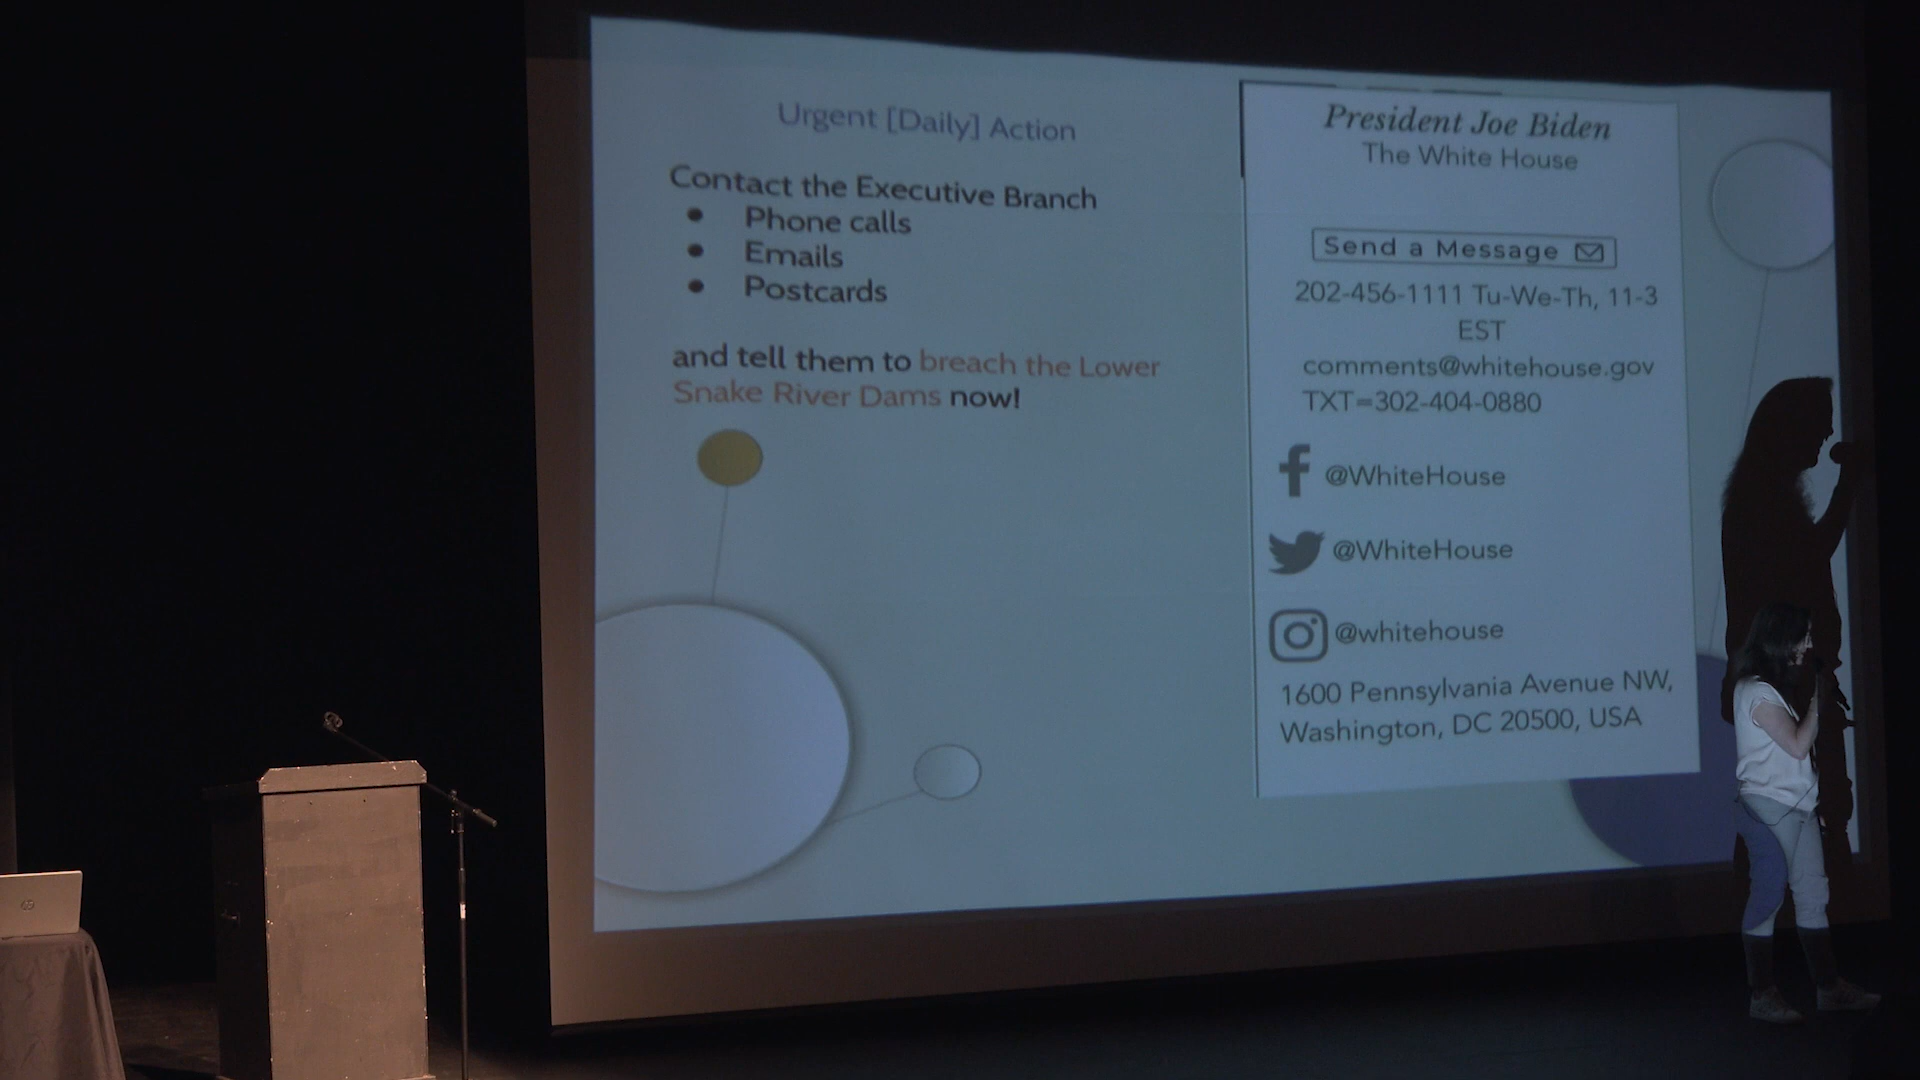 Urgent [Daily] Action
Contact the Executive Branch
● Phone calls
● Emails
● Postcards
and tell them to breach the Lower
Snake River Dams now!
President Joe Biden
The White House
Send a Message
202-456-1111 Tu-We-Th, 11-3
EST
comments@whitehouse.gov
TXT=302-404-0880
@WhiteHouse
@WhiteHouse
@whitehouse
1600 Pennsylvania Avenue NW,
Washington, DC 20500, USA
hp